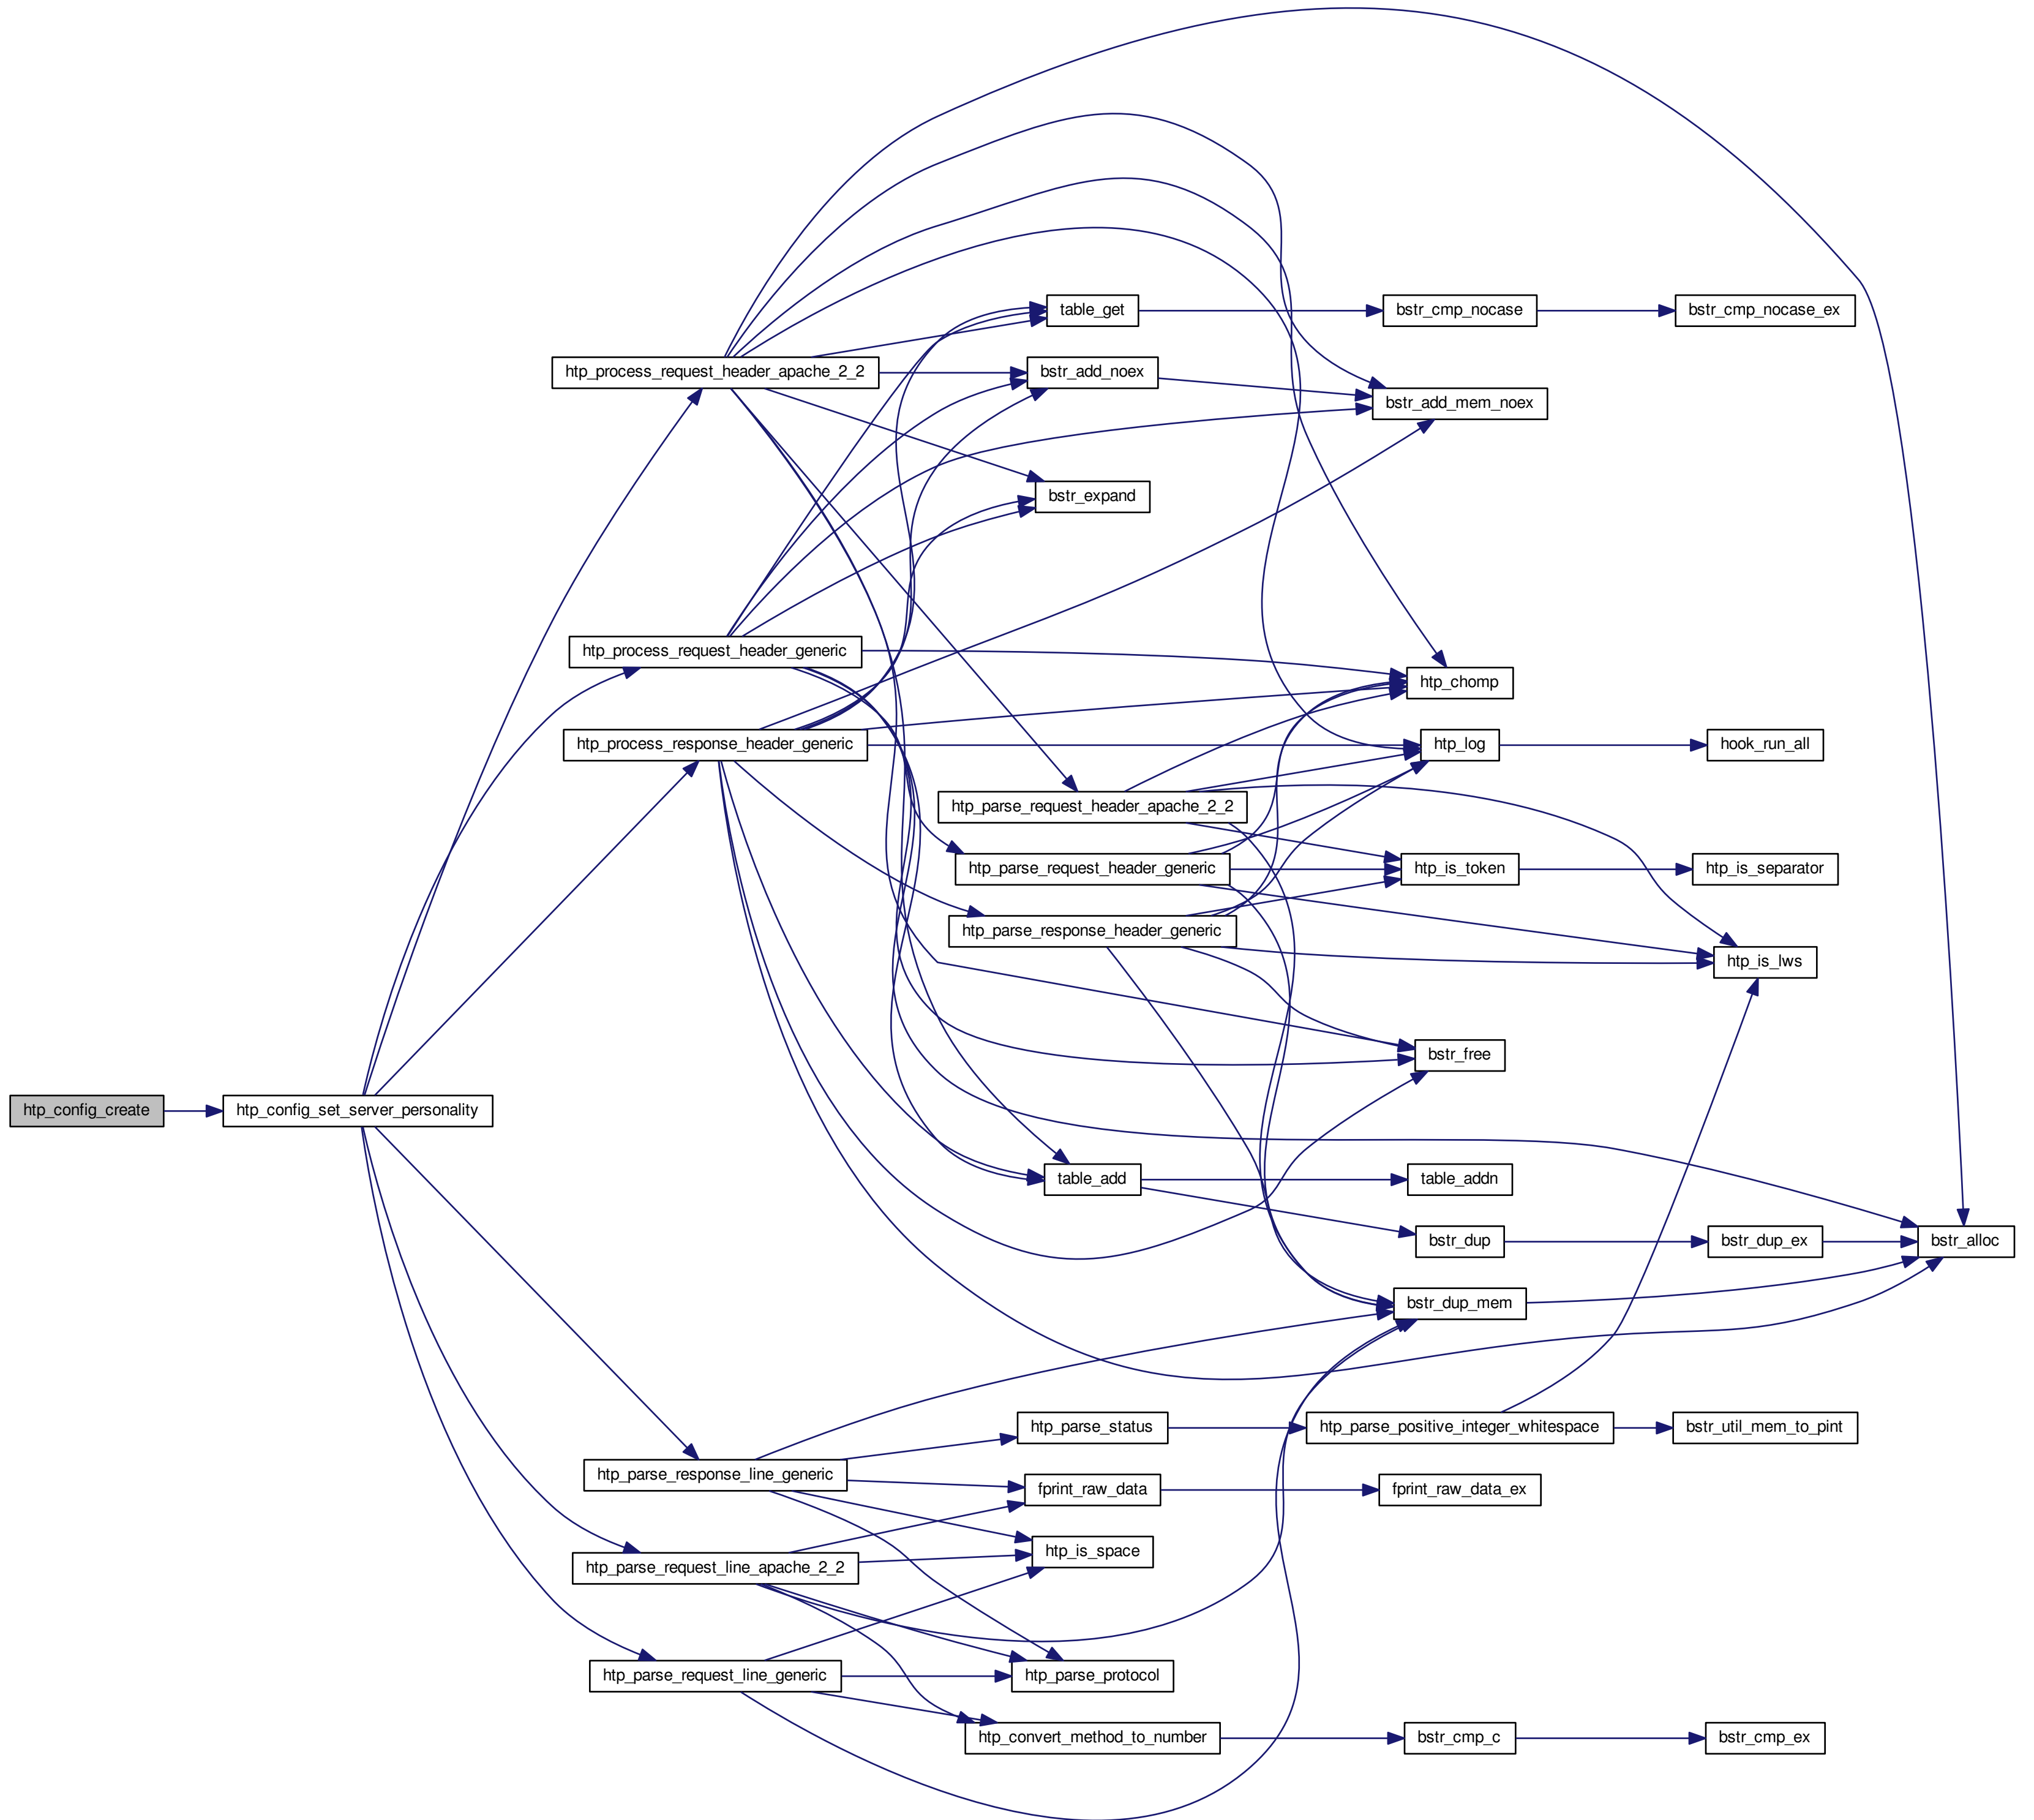 table_get
bstr_cmp_nocase
bstr_cmp_nocase_ex
htp_process_request_header_apache_2_2
bstr_add_noex
bstr_add_mem_noex
bstr_expand
htp_process_request_header_generic
htp_chomp
htp_process_response_header_generic
htp_log
hook_run_all
htp_parse_request_header_apache_2_2
htp_parse_request_header_generic
htp_is_token
htp_is_separator
htp_parse_response_header_generic
htp_is_lws
bstr_free
htp_config_create
htp_config_set_server_personality
table_add
table_addn
bstr_dup
bstr_dup_ex
bstr_alloc
bstr_dup_mem
htp_parse_status
htp_parse_positive_integer_whitespace
bstr_util_mem_to_pint
htp_parse_response_line_generic
fprint_raw_data
fprint_raw_data_ex
htp_is_space
htp_parse_request_line_apache_2_2
htp_parse_request_line_generic
htp_parse_protocol
htp_convert_method_to_number
bstr_cmp_c
bstr_cmp_ex